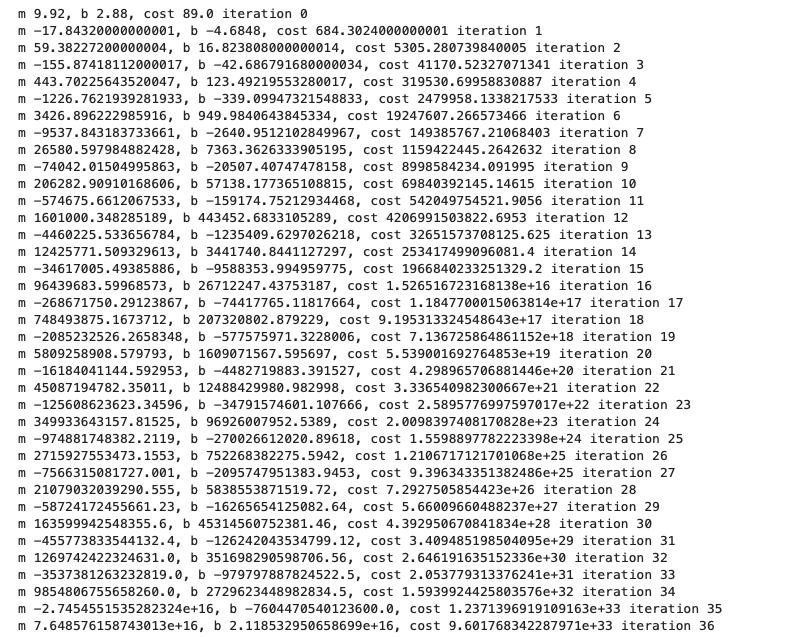 m 9.92, b 2.88, cost 89.0 iteration 0
m -17.84320000000001, b -4.6848, cost 684.3024000000001 iteration 1
m 59.38227200000004, b 16.823808000000014, cost 5305.280739840005 iteration 2
m -155.87418112000017, b -42.686791680000034, cost 41170.52327071341 iteration 3
m 443.70225643520047, b 123.49219553280017, cost 319530.69958830887 iteration 4
m -1226.7621939281933, b -339.09947321548833, cost 2479958.1338217533 iteration 5
m 3426.896222985916, b 949.9840643845334, cost 19247607.266573466 iteration 6
m -9537.843183733661, b -2640.9512102849967, cost 149385767.21068403 iteration 7
m 26580.597984882428, b 7363.3626333905195, cost 1159422445.2642632 iteration 8
m -74042.01504995863, b -20507.40747478158, cost 8998584234.091995 iteration 9
m 206282.90910168606, b 57138.177365108815, cost 69840392145.14615 iteration 10
m -574675.6612067533, b -159174.75212934468, cost 542049754521.9056 iteration 11
m 1601000.348285189, b 443452.6833105289, cost 4206991503822.6953 iteration 12
m -4460225.533656784, b -1235409.6297026218, cost 32651573708125.625 iteration 13
m 12425771.509329613, b 3441740.8441127297, cost 253417499096081.4 iteration 14
m -34617005.49385886, b -9588353.994959775, cost 1966840233251329.2 iteration 15
m 96439683.59968573, b 26712247.43753187, cost 1.526516723168138e+16 iteration 16
m -268671750.29123867, b -74417765.11817664, cost 1.1847700015063814e+17 iteration 17
m 748493875.1673712, b 207320802.879229, cost 9.195313324548643e+17 iteration 18
m -2085232526.2658348, b -577575971.3228006, cost 7.136725864861152e+18 iteration 19
m 5809258908.579793, b 1609071567.595697, cost 5.539001692764853e+19 iteration 20
m -16184041144.592953, b -4482719883.391527, cost 4.298965706881446e+20 iteration 21
m 45087194782.35011, b 12488429980.982998, cost 3.336540982300667e+21 iteration 22
m -125608623623.34596, b -34791574601.107666, cost 2.5895776997597017e+22 iteration 23
m 349933643157.81525, b 96926007952.5389, cost 2.0098397408170828e+23 iteration 24
m -974881748382.2119, b -270026612020.89618, cost 1.5598897782223398e+24 iteration 25
m 2715927553473.1553, b 752268382275.5942, cost 1.2106717121701068e+25 iteration 26
m -7566315081727.001, b -2095747951383.9453, cost 9.396343351382486e+25 iteration 27
m 21079032039290.555, b 5838553871519.72, cost 7.2927505854423e+26 iteration 28
m -58724172455661.23, b -16265654125082.64, cost 5.66009660488237e+27 iteration 29
m 163599942548355.6, b 45314560752381.46, cost 4.392950670841834e+28 iteration 30
m -455773833544132.4, b -126242043534799.12, cost 3.409485198504095e+29 iteration 31
m 1269742422324631.0, b 351698290598706.56, cost 2.646191635152336e+30 iteration 32
m -3537381263232819.0, b -979797887824522.5, cost 2.053779313376241e+31 iteration 33
m 9854806755658260.0, b 2729623448982834.5, cost 1.5939924425803576e+32 iteration 34
m -2.7454551535282324e+16, b -7604470540123600.0, cost 1.2371396919109163e+33 iteration 35
m 7.648576158743013e+16, b 2.118532950658699e+16, cost 9.601768342287971e+33 iteration 36